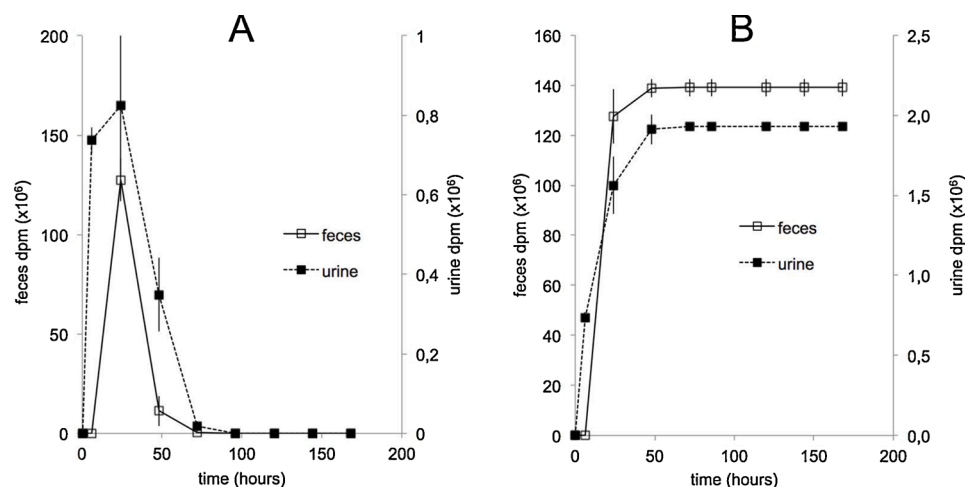 A
200
150
100
50
0
feces dpm (x10⁶)
1
0,8
0,6
0,4
0,2
0
urine dpm (x10⁶)
feces
urine
0 50 100 150 200
time (hours)
B
160
140
120
100
80
60
40
20
0
feces dpm (x10⁶)
2,5
2,0
1,5
1,0
0,5
0,0
urine dpm (x10⁶)
feces
urine
0 50 100 150 200
time (hours)